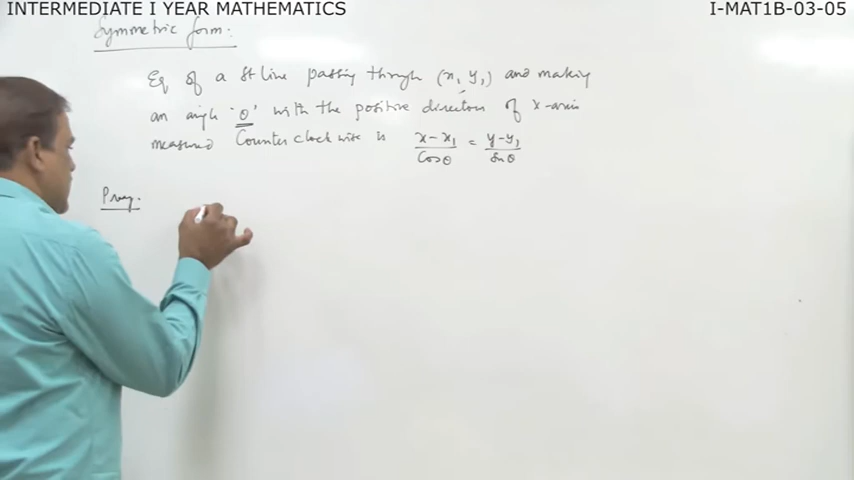 INTERMEDIATE I YEAR MATHEMATICS
I-MAT1B-03-05
Symmetric form:
Eq of a st line passing through (x₁ y₁) and making
an angle 'θ' with the positive direction of x-axis
measured Counter clock wise is (x-x₁)/Cosθ = (y-y₁)/Sinθ